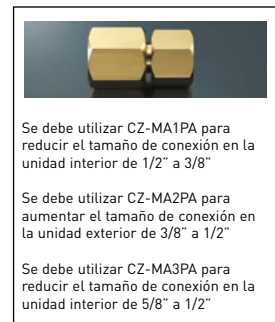 Se debe utilizar CZ-MA1PA para
reducir el tamaño de conexión en la
unidad interior de 1/2” a 3/8”
Se debe utilizar CZ-MA2PA para
aumentar el tamaño de conexión en
la unidad exterior de 3/8” a 1/2”
Se debe utilizar CZ-MA3PA para
reducir el tamaño de conexión en la
unidad interior de 5/8” a 1/2”